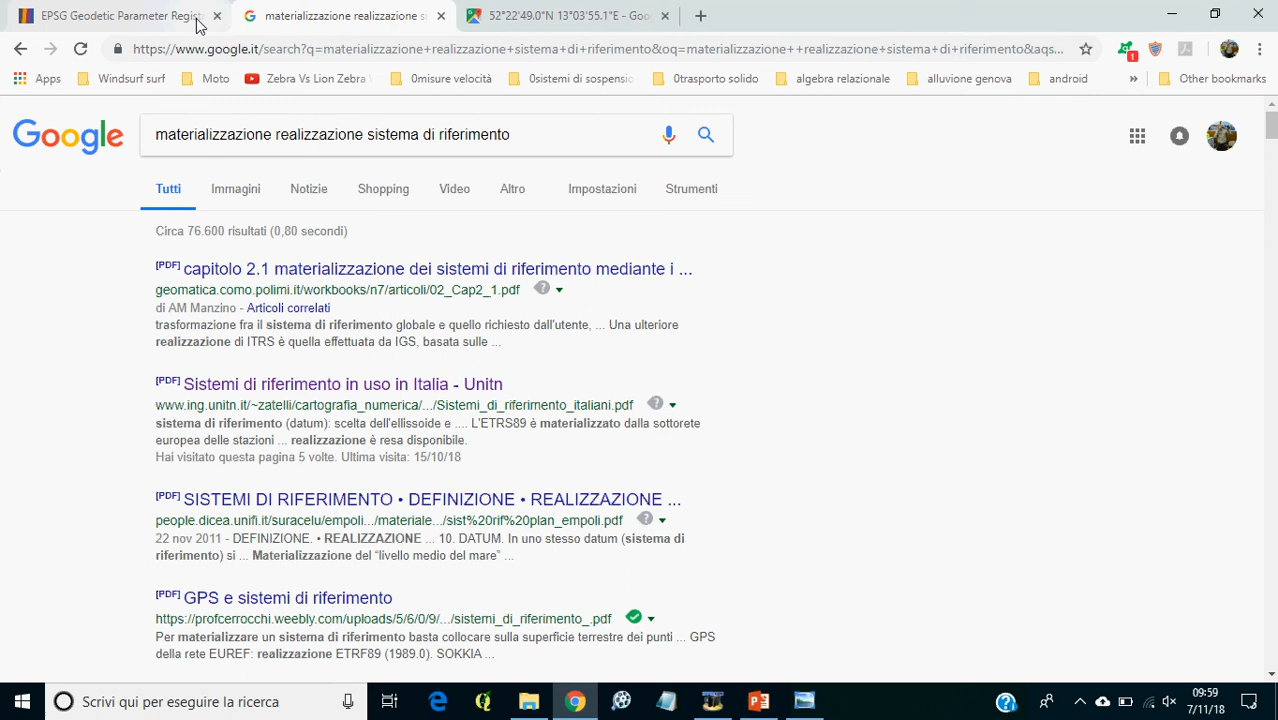 EPSG Geodetic Parameter Regist
materializzazione realizzazione si
52°22'49.0"N 13°03'55.1"E - Goog
https://www.google.it/search?q=materializzazione+realizzazione+sistema+di+riferimento&oq=materializzazione++realizzazione+sistema+di+riferimento&aqs...
Apps
Windsurf surf
Moto
Zebra Vs Lion Zebra
0misure velocità
0sistemi di sospensio
0trasporto solido
algebra relazionale
alluvione genova
android
»
Other bookmarks
1
Google
materializzazione realizzazione sistema di riferimento
Tutti
Immagini
Notizie
Shopping
Video
Altro
Impostazioni
Strumenti
Circa 76.600 risultati (0,80 secondi)
[PDF] capitolo 2.1 materializzazione dei sistemi di riferimento mediante i ...
geomatica.como.polimi.it/workbooks/n7/articoli/02_Cap2_1.pdf
di AM Manzino - Articoli correlati
trasformazione fra il sistema di riferimento globale e quello richiesto dall'utente, ... Una ulteriore
realizzazione di ITRS è quella effettuata da IGS, basata sulle ...
[PDF] Sistemi di riferimento in uso in Italia - Unitn
www.ing.unitn.it/~zatelli/cartografia_numerica/.../Sistemi_di_riferimento_italiani.pdf
sistema di riferimento (datum): scelta dell'ellissoide e .... L'ETRS89 è materializzato dalla sottorete
europea delle stazioni ... realizzazione è resa disponibile.
Hai visitato questa pagina 5 volte. Ultima visita: 15/10/18
[PDF] SISTEMI DI RIFERIMENTO • DEFINIZIONE • REALIZZAZIONE ...
people.dicea.unifi.it/suracelu/empoli.../materiale.../sist%20rif%20plan_empoli.pdf
22 nov 2011 - DEFINIZIONE. • REALIZZAZIONE ... 10. DATUM. In uno stesso datum (sistema di
riferimento) si ... Materializzazione del "livello medio del mare" ...
[PDF] GPS e sistemi di riferimento
https://profcerrocchi.weebly.com/uploads/5/6/0/9/.../sistemi_di_riferimento_.pdf
Per materializzare un sistema di riferimento basta collocare sulla superficie terrestre dei punti ... GPS
della rete EUREF: realizzazione ETRF89 (1989.0). SOKKIA ...
Scrivi qui per eseguire la ricerca
09:59
7/11/18